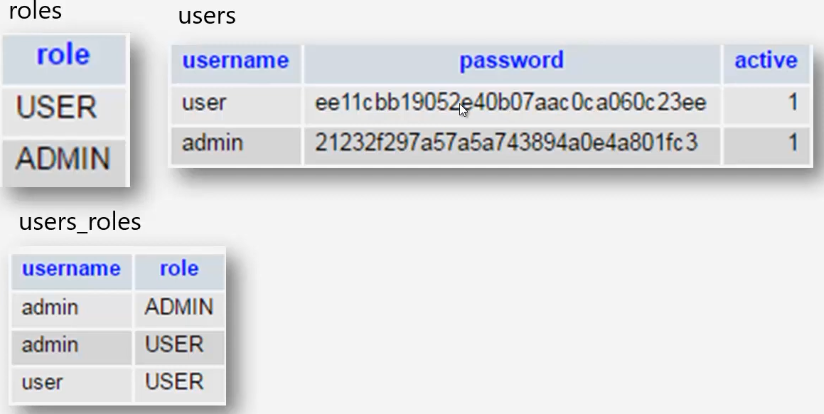 roles
role
USER
ADMIN
users
username password active
user ee11cbb19052e40b07aac0ca060c23ee 1
admin 21232f297a57a5a743894a0e4a801fc3 1
users_roles
username role
admin ADMIN
admin USER
user USER